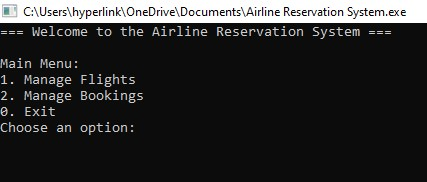 C:\Users\hyperlink\OneDrive\Documents\Airline Reservation System.exe
=== Welcome to the Airline Reservation System ===
Main Menu:
1. Manage Flights
2. Manage Bookings
0. Exit
Choose an option: